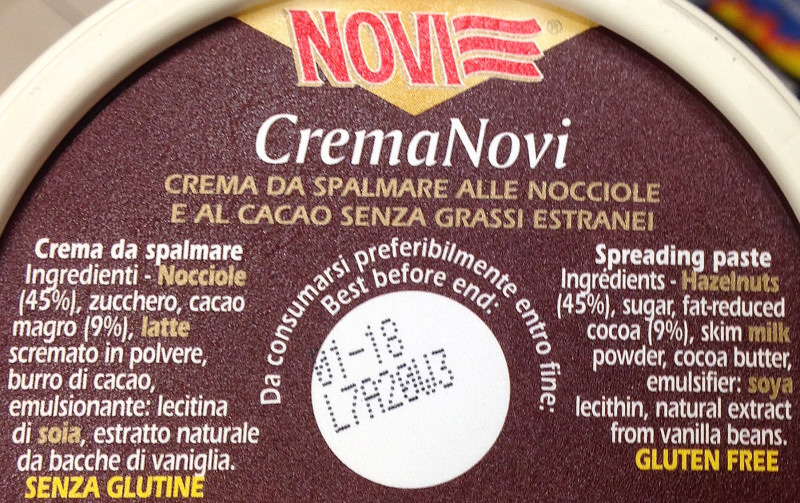 NOVI
CremaNovi
CREMA DA SPALMARE ALLE NOCCIOLE
E AL CACAO SENZA GRASSI ESTRANEI
Crema da spalmare
Ingredienti - Nocciole
(45%), zucchero, cacao
magro (9%), latte
scremato in polvere,
burro di cacao,
emulsionante: lecitina
di soia, estratto naturale
da bacche di vaniglia.
SENZA GLUTINE
Da consumarsi preferibilmente entro fine:
Best before end:
01-18
L7A20U3
Spreading paste
Ingredients - Hazelnuts
(45%), sugar, fat-reduced
cocoa (9%), skim milk
powder, cocoa butter,
emulsifier: soya
lecithin, natural extract
from vanilla beans.
GLUTEN FREE